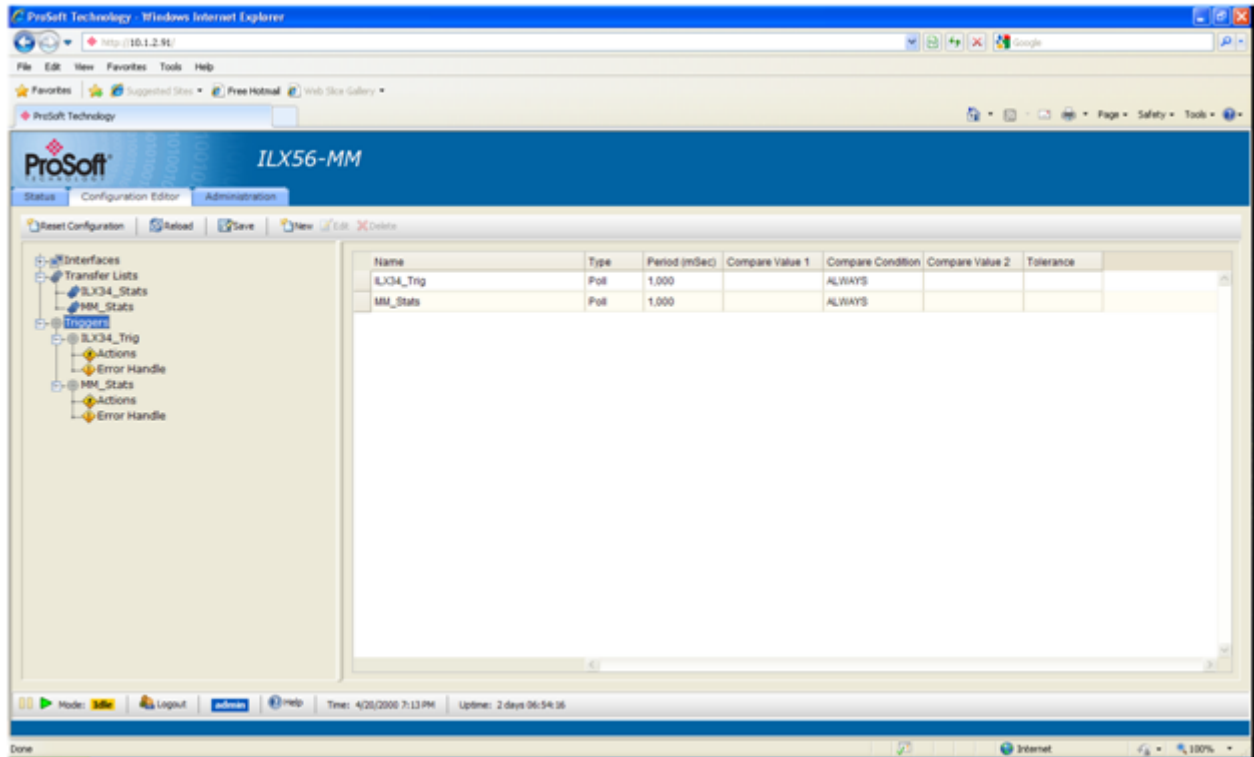 ProSoft Technology - Windows Internet Explorer
http://10.1.2.91/
Google
File Edit View Favorites Tools Help
Favorites Suggested Sites Free Hotmail Web Slice Gallery
ProSoft Technology Page Safety Tools
ProSoft
TECHNOLOGY
ILX56-MM
Status Configuration Editor Administration
Reset Configuration Reload Save New Edit Delete
Interfaces
Transfer Lists
ILX34_Stats
MM_Stats
Triggers
ILX34_Trig
Actions
Error Handle
MM_Stats
Actions
Error Handle
Name Type Period (mSec) Compare Value 1 Compare Condition Compare Value 2 Tolerance
ILX34_Trig Poll 1,000 ALWAYS
MM_Stats Poll 1,000 ALWAYS
Mode: Idle Logout admin Help Time: 4/20/2000 7:13 PM Uptime: 2 days 06:54:16
Done Internet 100%